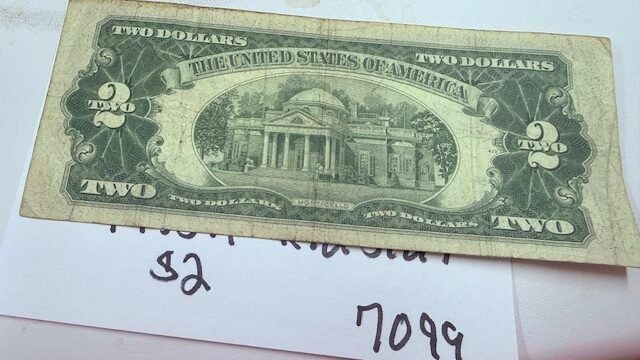 TWO DOLLARS
TWO DOLLARS
THE UNITED STATES OF AMERICA
2
TWO
2
TWO
MONTICELLO
TWO
TWO DOLLARS
TWO DOLLARS
TWO
$2
7099